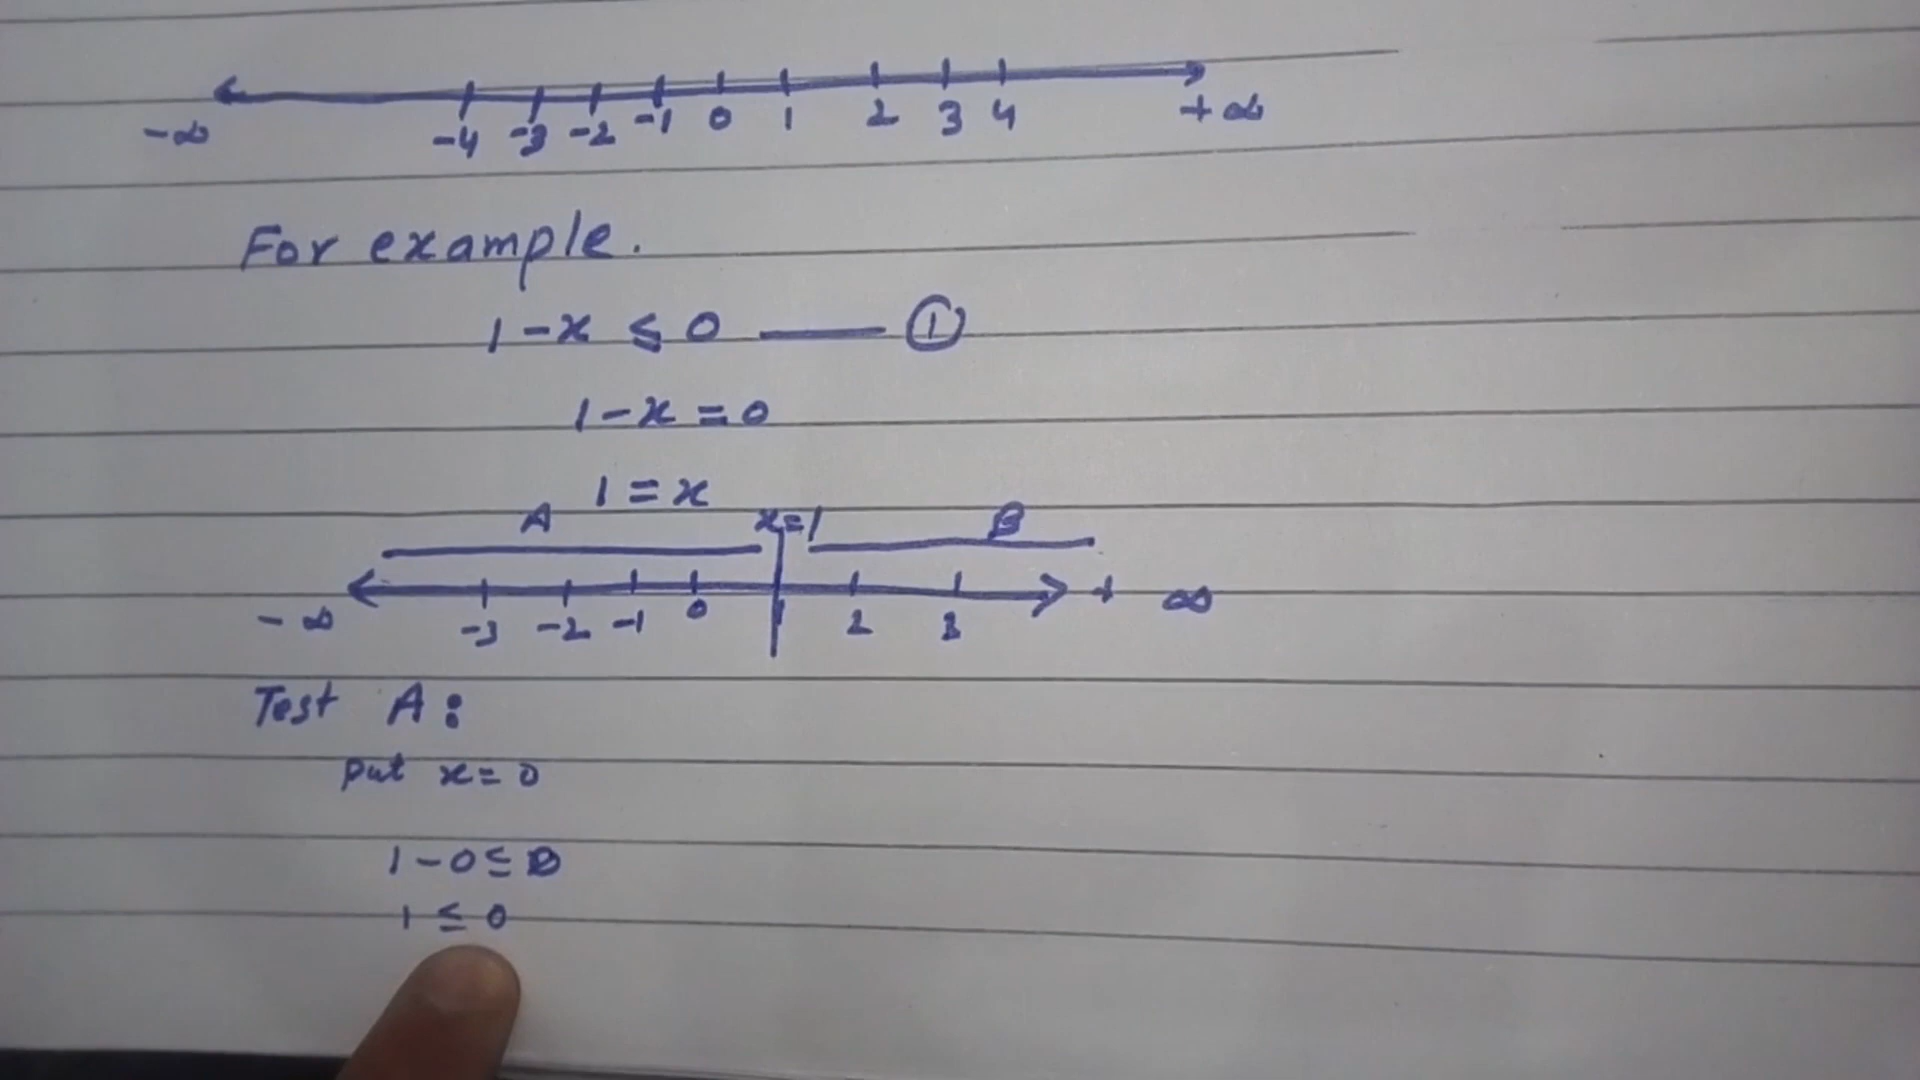 -∞ -4 -3 -2 -1 0 1 2 3 4 +∞
For example.
1-x ≤ 0 —— ①
1-x=0
1=x
A x=1 B
-∞ -3 -2 -1 0 1 2 3 + ∞
Test A:
put x=0
1-0≤0
1≤0